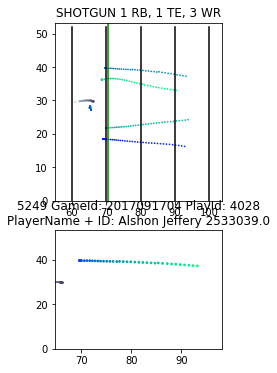 SHOTGUN 1 RB, 1 TE, 3 WR
50
40
30
20
10
0
60 70 80 90 100
5249 GameId: 2017091704 PlayId: 4028
PlayerName + ID: Alshon Jeffery 2533039.0
40
20
0
70 80 90